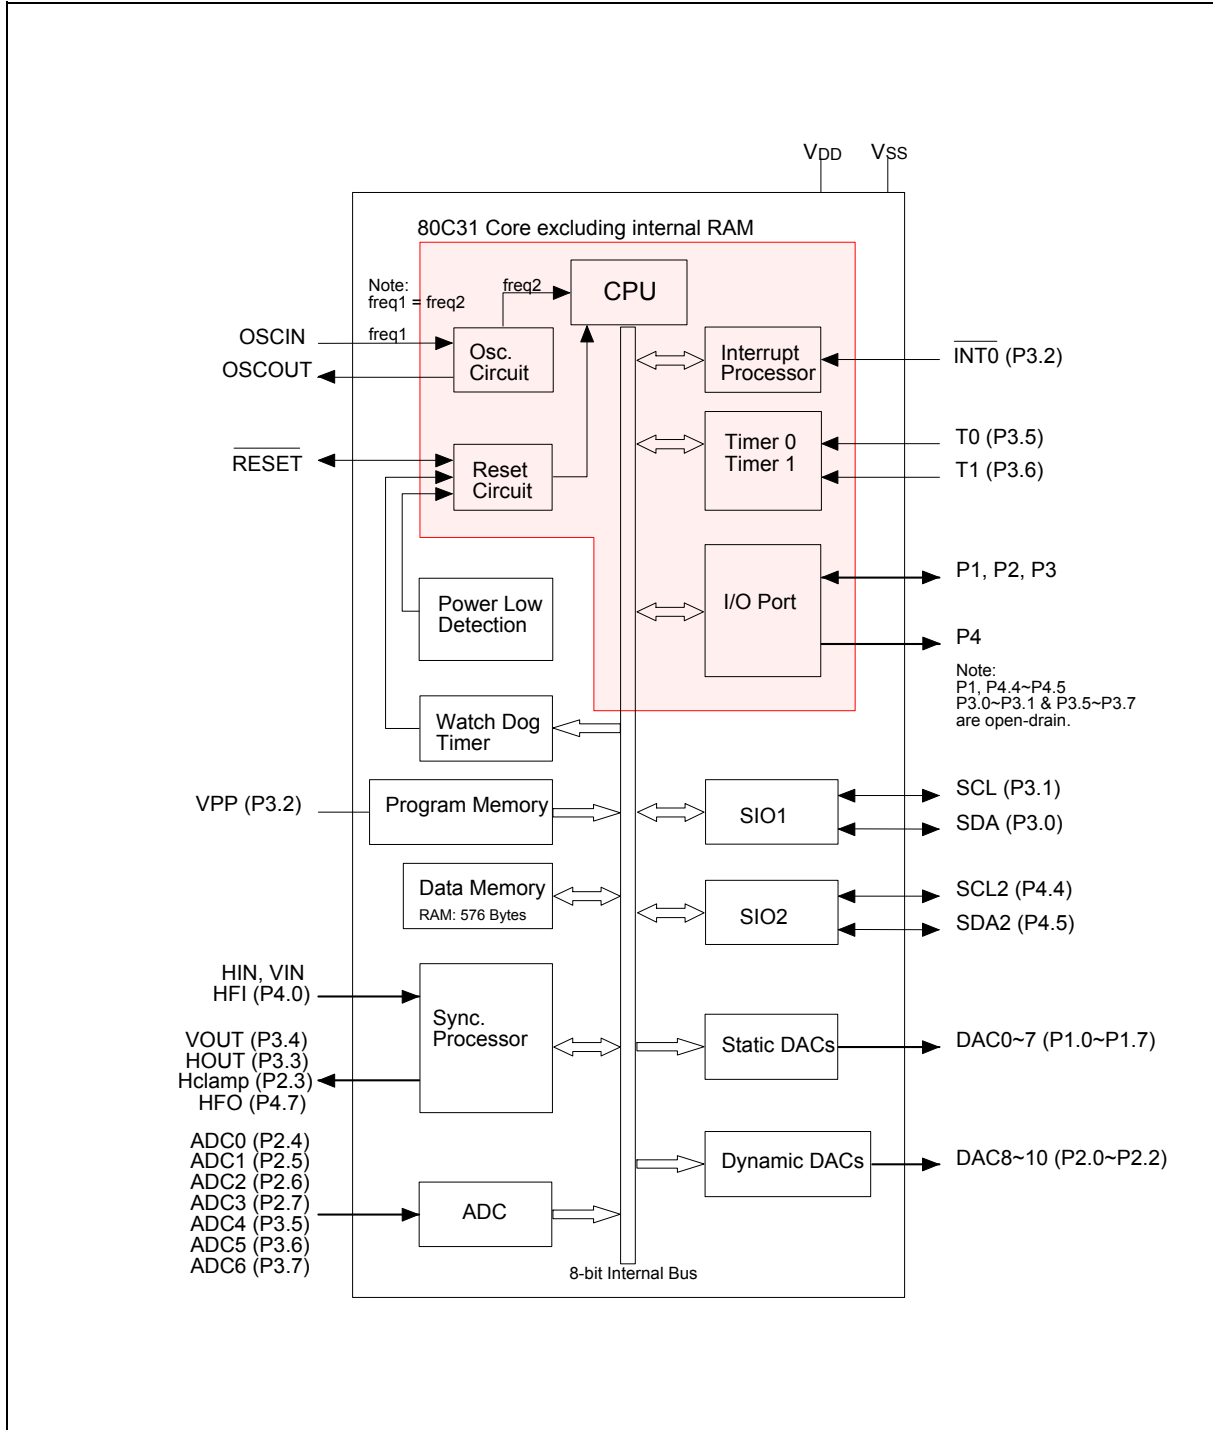 VDD
VSS
80C31 Core excluding internal RAM
Note:
freq1 = freq2
freq2
CPU
OSCIN
freq1
OSCOUT
Osc.
Circuit
Interrupt
Processor
INT0 (P3.2)
RESET
Reset
Circuit
Timer 0
Timer 1
T0 (P3.5)
T1 (P3.6)
Power Low
Detection
I/O Port
P1, P2, P3
P4
Note:
P1, P4.4~P4.5
P3.0~P3.1 & P3.5~P3.7
are open-drain.
Watch Dog
Timer
VPP (P3.2)
Program Memory
SIO1
SCL (P3.1)
SDA (P3.0)
Data Memory
RAM: 576 Bytes
SIO2
SCL2 (P4.4)
SDA2 (P4.5)
HIN, VIN
HFI (P4.0)
VOUT (P3.4)
HOUT (P3.3)
Hclamp (P2.3)
HFO (P4.7)
Sync.
Processor
Static DACs
DAC0~7 (P1.0~P1.7)
ADC0 (P2.4)
ADC1 (P2.5)
ADC2 (P2.6)
ADC3 (P2.7)
ADC4 (P3.5)
ADC5 (P3.6)
ADC6 (P3.7)
ADC
Dynamic DACs
DAC8~10 (P2.0~P2.2)
8-bit Internal Bus